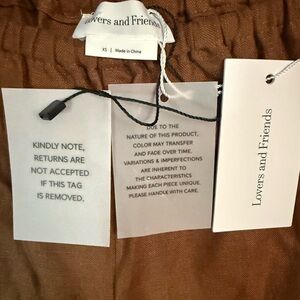 Lovers and Friends
XS | Made in China
KINDLY NOTE,
RETURNS ARE
NOT ACCEPTED
IF THIS TAG
IS REMOVED.
DUE TO THE
NATURE OF THIS PRODUCT,
COLOR MAY TRANSFER
AND FADE OVER TIME.
VARIATIONS & IMPERFECTIONS
ARE INHERENT TO
THE CHARACTERISTICS
MAKING EACH PIECE UNIQUE.
PLEASE HANDLE WITH CARE.
Lovers and Friends